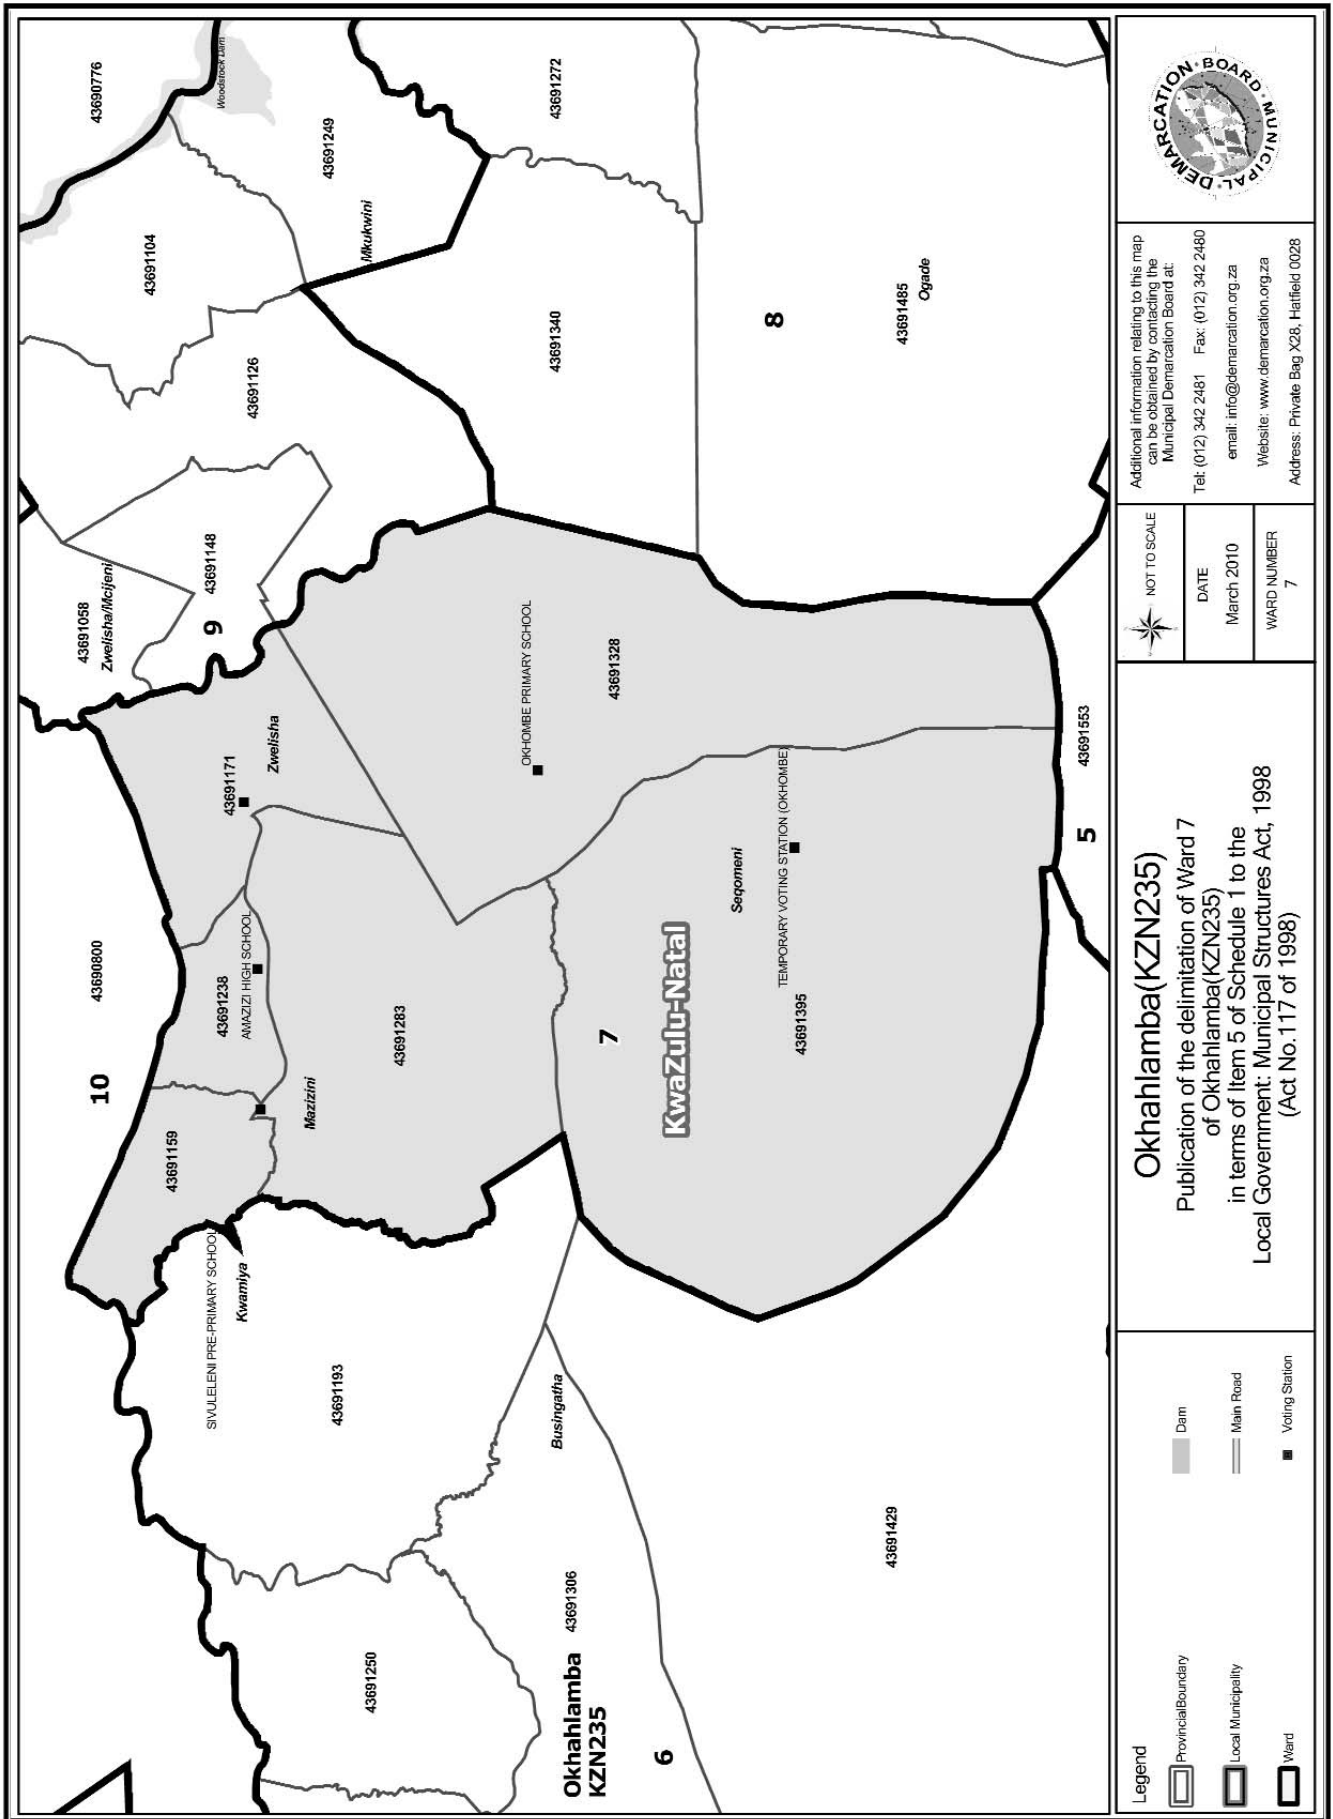 43690776
Woodstock Dam
43691249
Mkukwini
43691272
43691104
43691126
43691340
8
43691485
Ogade
43691058
Zwelisha/Mcijeni
43691148
9
43691171
Zwelisha
OKHOMBE PRIMARY SCHOOL
43691328
10
43690800
43691238
AMAZIZI HIGH SCHOOL
43691283
Mazizini
43691159
7
KwaZulu-Natal
Seqomeni
TEMPORARY VOTING STATION (OKHOMBE)
43691395
5
43691553
SIVULELENI PRE-PRIMARY SCHOOL
Kwamiya
43691193
Busingatha
43691250
Okhahlamba
KZN235
43691306
6
43691429
Legend
ProvincialBoundary
Local Municipality
Ward
Dam
Main Road
Voting Station
Okhahlamba(KZN235)
Publication of the delimitation of Ward 7
of Okhahlamba(KZN235)
in terms of Item 5 of Schedule 1 to the
Local Government: Municipal Structures Act, 1998
(Act No.117 of 1998)
NOT TO SCALE
DATE
March 2010
WARD NUMBER
7
Additional information relating to this map
can be obtained by contacting the
Municipal Demarcation Board at:
Tel: (012) 342 2481 Fax: (012) 342 2480
email: info@demarcation.org.za
Website: www.demarcation.org.za
Address: Private Bag X28, Hatfield 0028
MUNICIPAL DEMARCATION BOARD